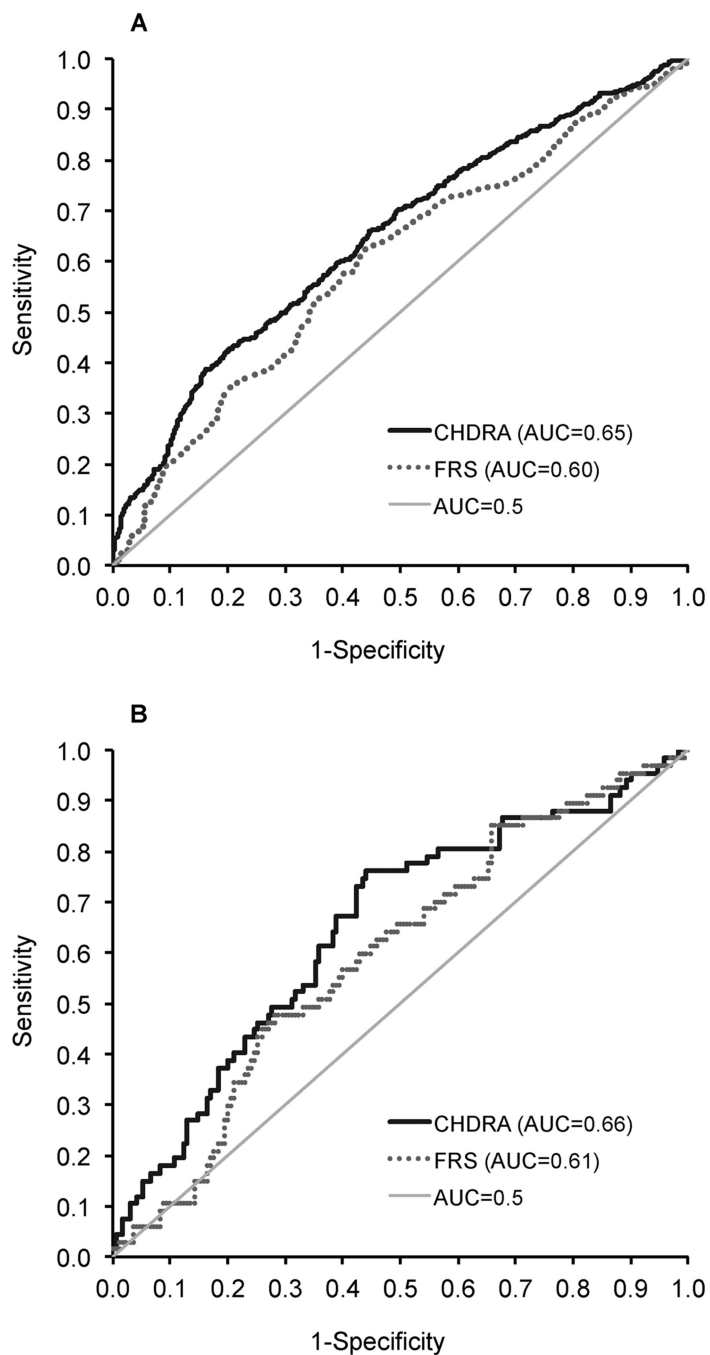 A
1.0
0.9
0.8
0.7
0.6
0.5
0.4
0.3
0.2
0.1
0.0
Sensitivity
CHDRA (AUC=0.65)
FRS (AUC=0.60)
AUC=0.5
0.0 0.1 0.2 0.3 0.4 0.5 0.6 0.7 0.8 0.9 1.0
1-Specificity
B
1.0
0.9
0.8
0.7
0.6
0.5
0.4
0.3
0.2
0.1
0.0
Sensitivity
CHDRA (AUC=0.66)
FRS (AUC=0.61)
AUC=0.5
0.0 0.1 0.2 0.3 0.4 0.5 0.6 0.7 0.8 0.9 1.0
1-Specificity